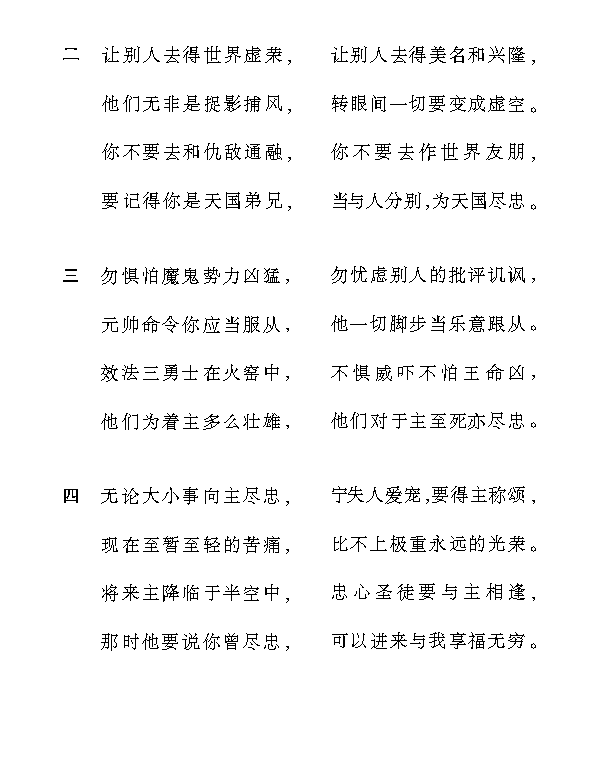 二 让别人去得世界虚荣， 让别人去得美名和兴隆，
他们无非是捉影捕风， 转眼间一切要变成虚空。
你不要去和仇敌通融， 你不要去作世界友朋，
要记得你是天国弟兄， 当与人分别，为天国尽忠。
三 勿惧怕魔鬼势力凶猛， 勿忧虑别人的批评讥讽，
元帅命令你应当服从， 他一切脚步当乐意跟从。
效法三勇士在火窑中， 不惧威吓不怕王命凶，
他们为着主多么壮雄， 他们对于主至死亦尽忠。
四 无论大小事向主尽忠， 宁失人爱宠，要得主称颂，
现在至暂至轻的苦痛， 比不上极重永远的光荣。
将来主降临于半空中， 忠心圣徒要与主相逢，
那时他要说你曾尽忠， 可以进来与我享福无穷。